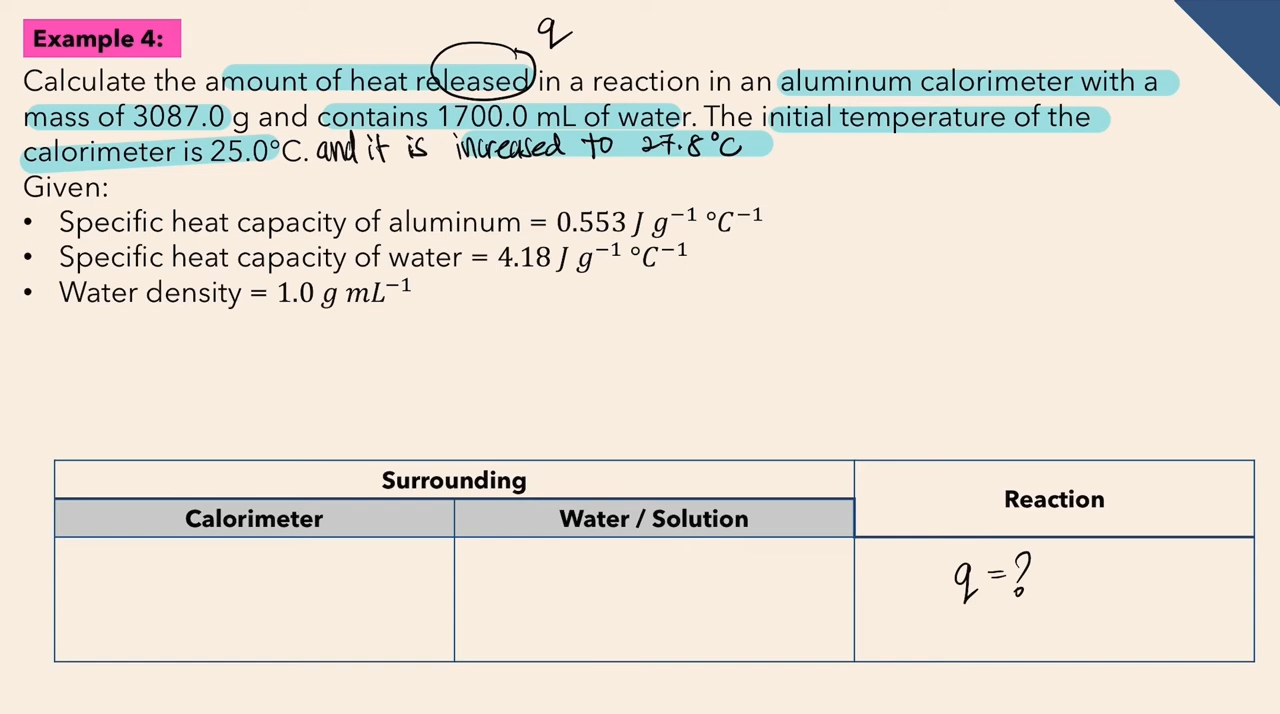 Example 4:
q
Calculate the amount of heat released in a reaction in an aluminum calorimeter with a
mass of 3087.0 g and contains 1700.0 mL of water. The initial temperature of the
calorimeter is 25.0°C. and it is increased to 27.8°C
Given:
• Specific heat capacity of aluminum = 0.553 J g⁻¹ °C⁻¹
• Specific heat capacity of water = 4.18 J g⁻¹ °C⁻¹
• Water density = 1.0 g mL⁻¹
Surrounding
Reaction
Calorimeter
Water / Solution
q = ?